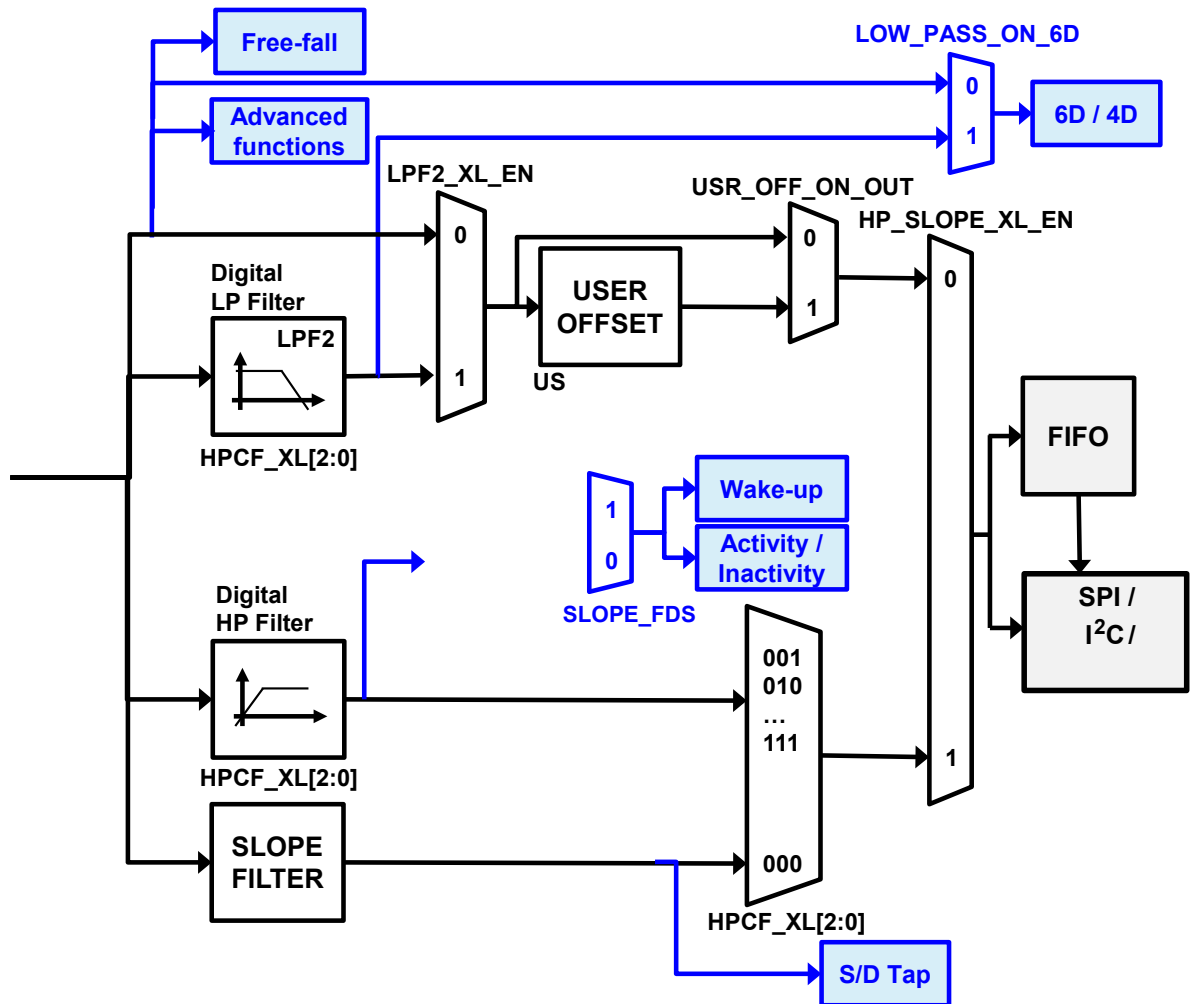 Free-fall
LOW_PASS_ON_6D
0
1
6D / 4D
Advanced
functions
LPF2_XL_EN
0
1
USR_OFF_ON_OUT
0
1
HP_SLOPE_XL_EN
0
1
Digital
LP Filter
LPF2
HPCF_XL[2:0]
USER
OFFSET
US
FIFO
SPI /
I²C /
Wake-up
Activity /
Inactivity
1
0
SLOPE_FDS
Digital
HP Filter
HPCF_XL[2:0]
001
010
...
111
000
HPCF_XL[2:0]
SLOPE
FILTER
S/D Tap